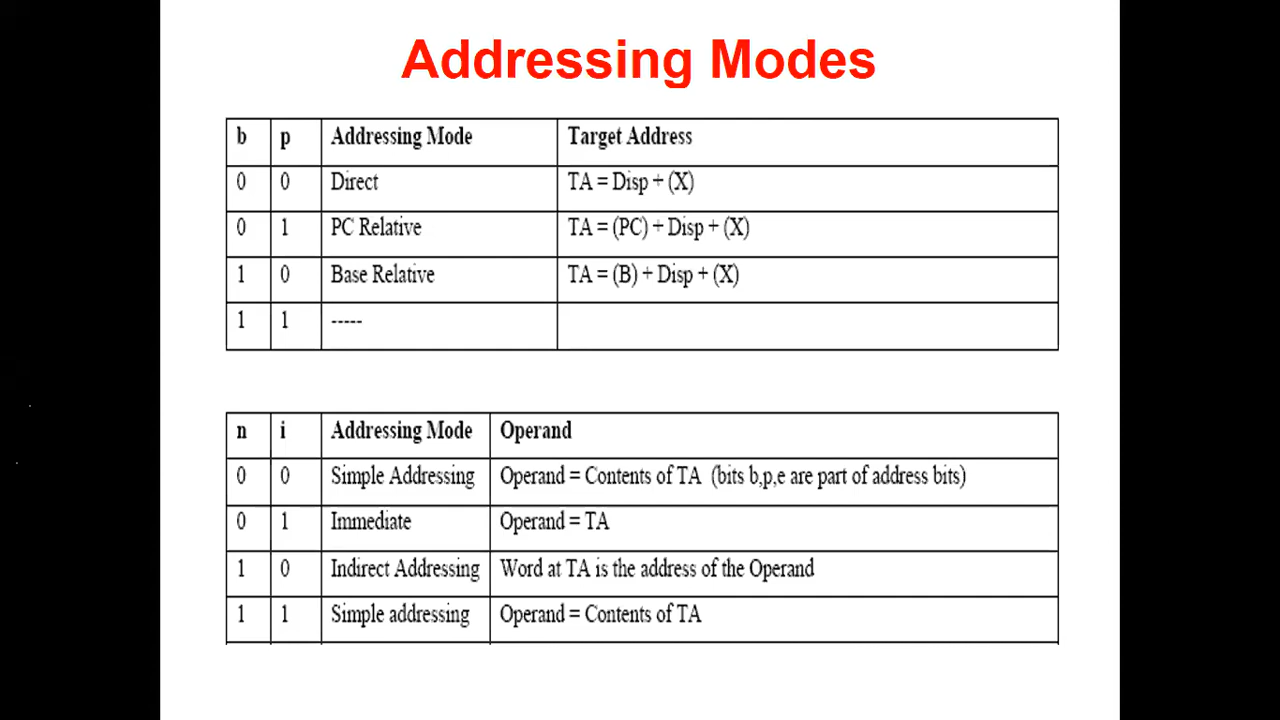 Addressing Modes
b p Addressing Mode Target Address
0 0 Direct TA = Disp + (X)
0 1 PC Relative TA = (PC) + Disp + (X)
1 0 Base Relative TA = (B) + Disp + (X)
1 1 -----
n i Addressing Mode Operand
0 0 Simple Addressing Operand = Contents of TA (bits b,p,e are part of address bits)
0 1 Immediate Operand = TA
1 0 Indirect Addressing Word at TA is the address of the Operand
1 1 Simple addressing Operand = Contents of TA